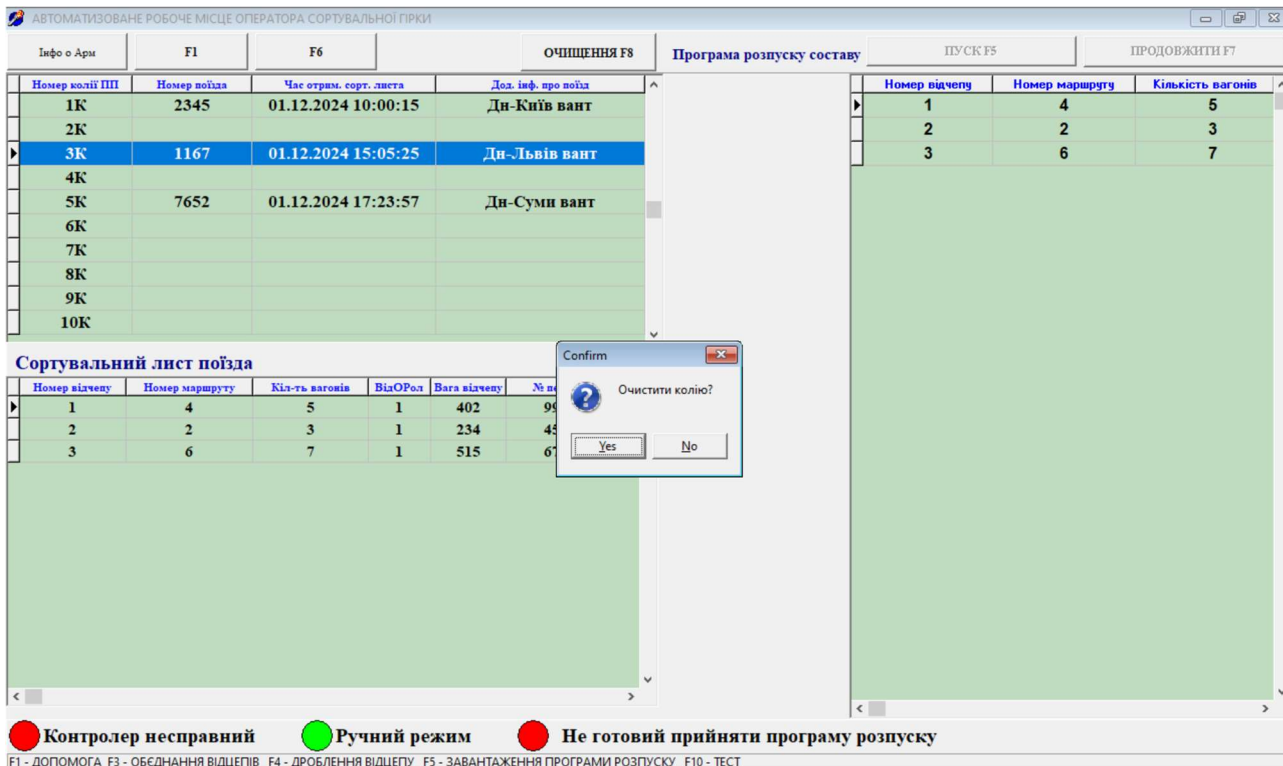 АВТОМАТИЗОВАНЕ РОБОЧЕ МІСЦЕ ОПЕРАТОРА СОРТУВАЛЬНОЇ ГІРКИ
Інфо о Арм F1 F6 ОЧИЩЕННЯ F8 Програма розпуску составу ПУСК F5 ПРОДОВЖИТИ F7
Номер колії ПП Номер поїзда Час отрим. сорт. листа Дод. інф. про поїзд
1К 2345 01.12.2024 10:00:15 Дн-Київ вант
2К
3К 1167 01.12.2024 15:05:25 Дн-Львів вант
4К
5К 7652 01.12.2024 17:23:57 Дн-Суми вант
6К
7К
8К
9К
10К
Номер відчепу Номер маршруту Кількість вагонів
1 4 5
2 2 3
3 6 7
Сортувальний лист поїзда
Номер відчепу Номер маршруту Кіл-ть вагонів ВідОРол Вага відчепу №
1 4 5 1 402
2 2 3 1 234
3 6 7 1 515
Confirm
Очистити колію?
Yes No
Контролер несправний Ручний режим Не готовий прийняти програму розпуску
F1 - ДОПОМОГА F3 - ОБЄДНАННЯ ВІДЦЕПІВ F4 - ДРОБЛЕННЯ ВІДЦЕПУ F5 - ЗАВАНТАЖЕННЯ ПРОГРАМИ РОЗПУСКУ F10 - ТЕСТ